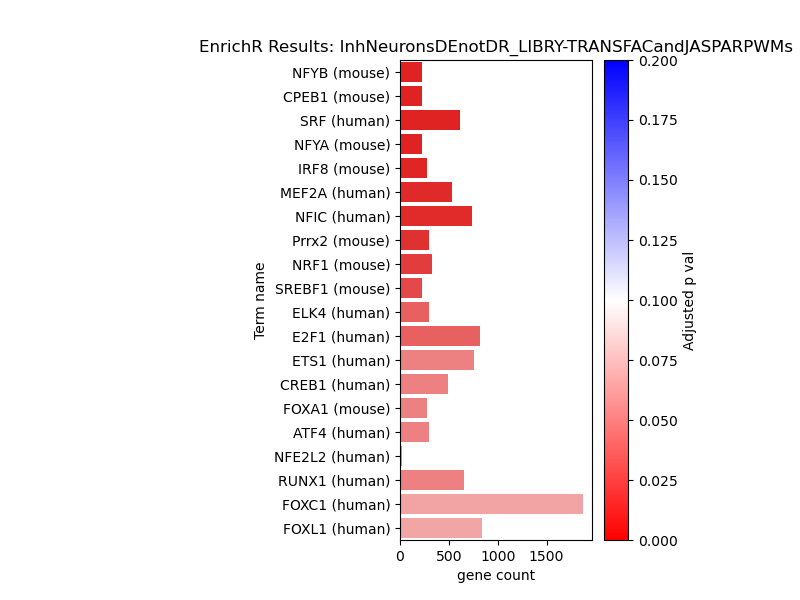 EnrichR Results: InhNeuronsDEnotDR_LIBRY-TRANSFACandJASPARPWMs
Term name
NFYB (mouse)
CPEB1 (mouse)
SRF (human)
NFYA (mouse)
IRF8 (mouse)
MEF2A (human)
NFIC (human)
Prrx2 (mouse)
NRF1 (mouse)
SREBF1 (mouse)
ELK4 (human)
E2F1 (human)
ETS1 (human)
CREB1 (human)
FOXA1 (mouse)
ATF4 (human)
NFE2L2 (human)
RUNX1 (human)
FOXC1 (human)
FOXL1 (human)
0 500 1000 1500
gene count
0.200
0.175
0.150
0.125
0.100
0.075
0.050
0.025
0.000
Adjusted p val